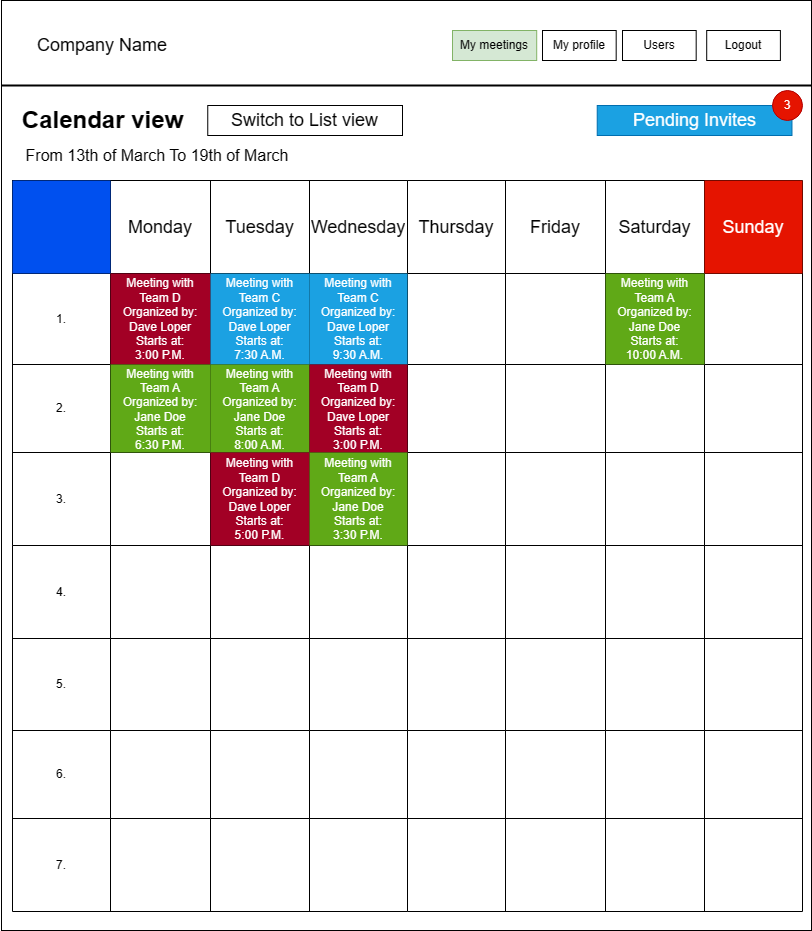 Company Name
My meetings
My profile
Users
Logout
Calendar view
Switch to List view
Pending Invites
3
From 13th of March To 19th of March
Monday
Tuesday
Wednesday
Thursday
Friday
Saturday
Sunday
1.
Meeting with
Team D
Organized by:
Dave Loper
Starts at:
3:00 P.M.
Meeting with
Team C
Organized by:
Dave Loper
Starts at:
7:30 A.M.
Meeting with
Team C
Organized by:
Dave Loper
Starts at:
9:30 A.M.
Meeting with
Team A
Organized by:
Jane Doe
Starts at:
10:00 A.M.
2.
Meeting with
Team A
Organized by:
Jane Doe
Starts at:
6:30 P.M.
Meeting with
Team A
Organized by:
Jane Doe
Starts at:
8:00 A.M.
Meeting with
Team D
Organized by:
Dave Loper
Starts at:
3:00 P.M.
3.
Meeting with
Team D
Organized by:
Dave Loper
Starts at:
5:00 P.M.
Meeting with
Team A
Organized by:
Jane Doe
Starts at:
3:30 P.M.
4.
5.
6.
7.